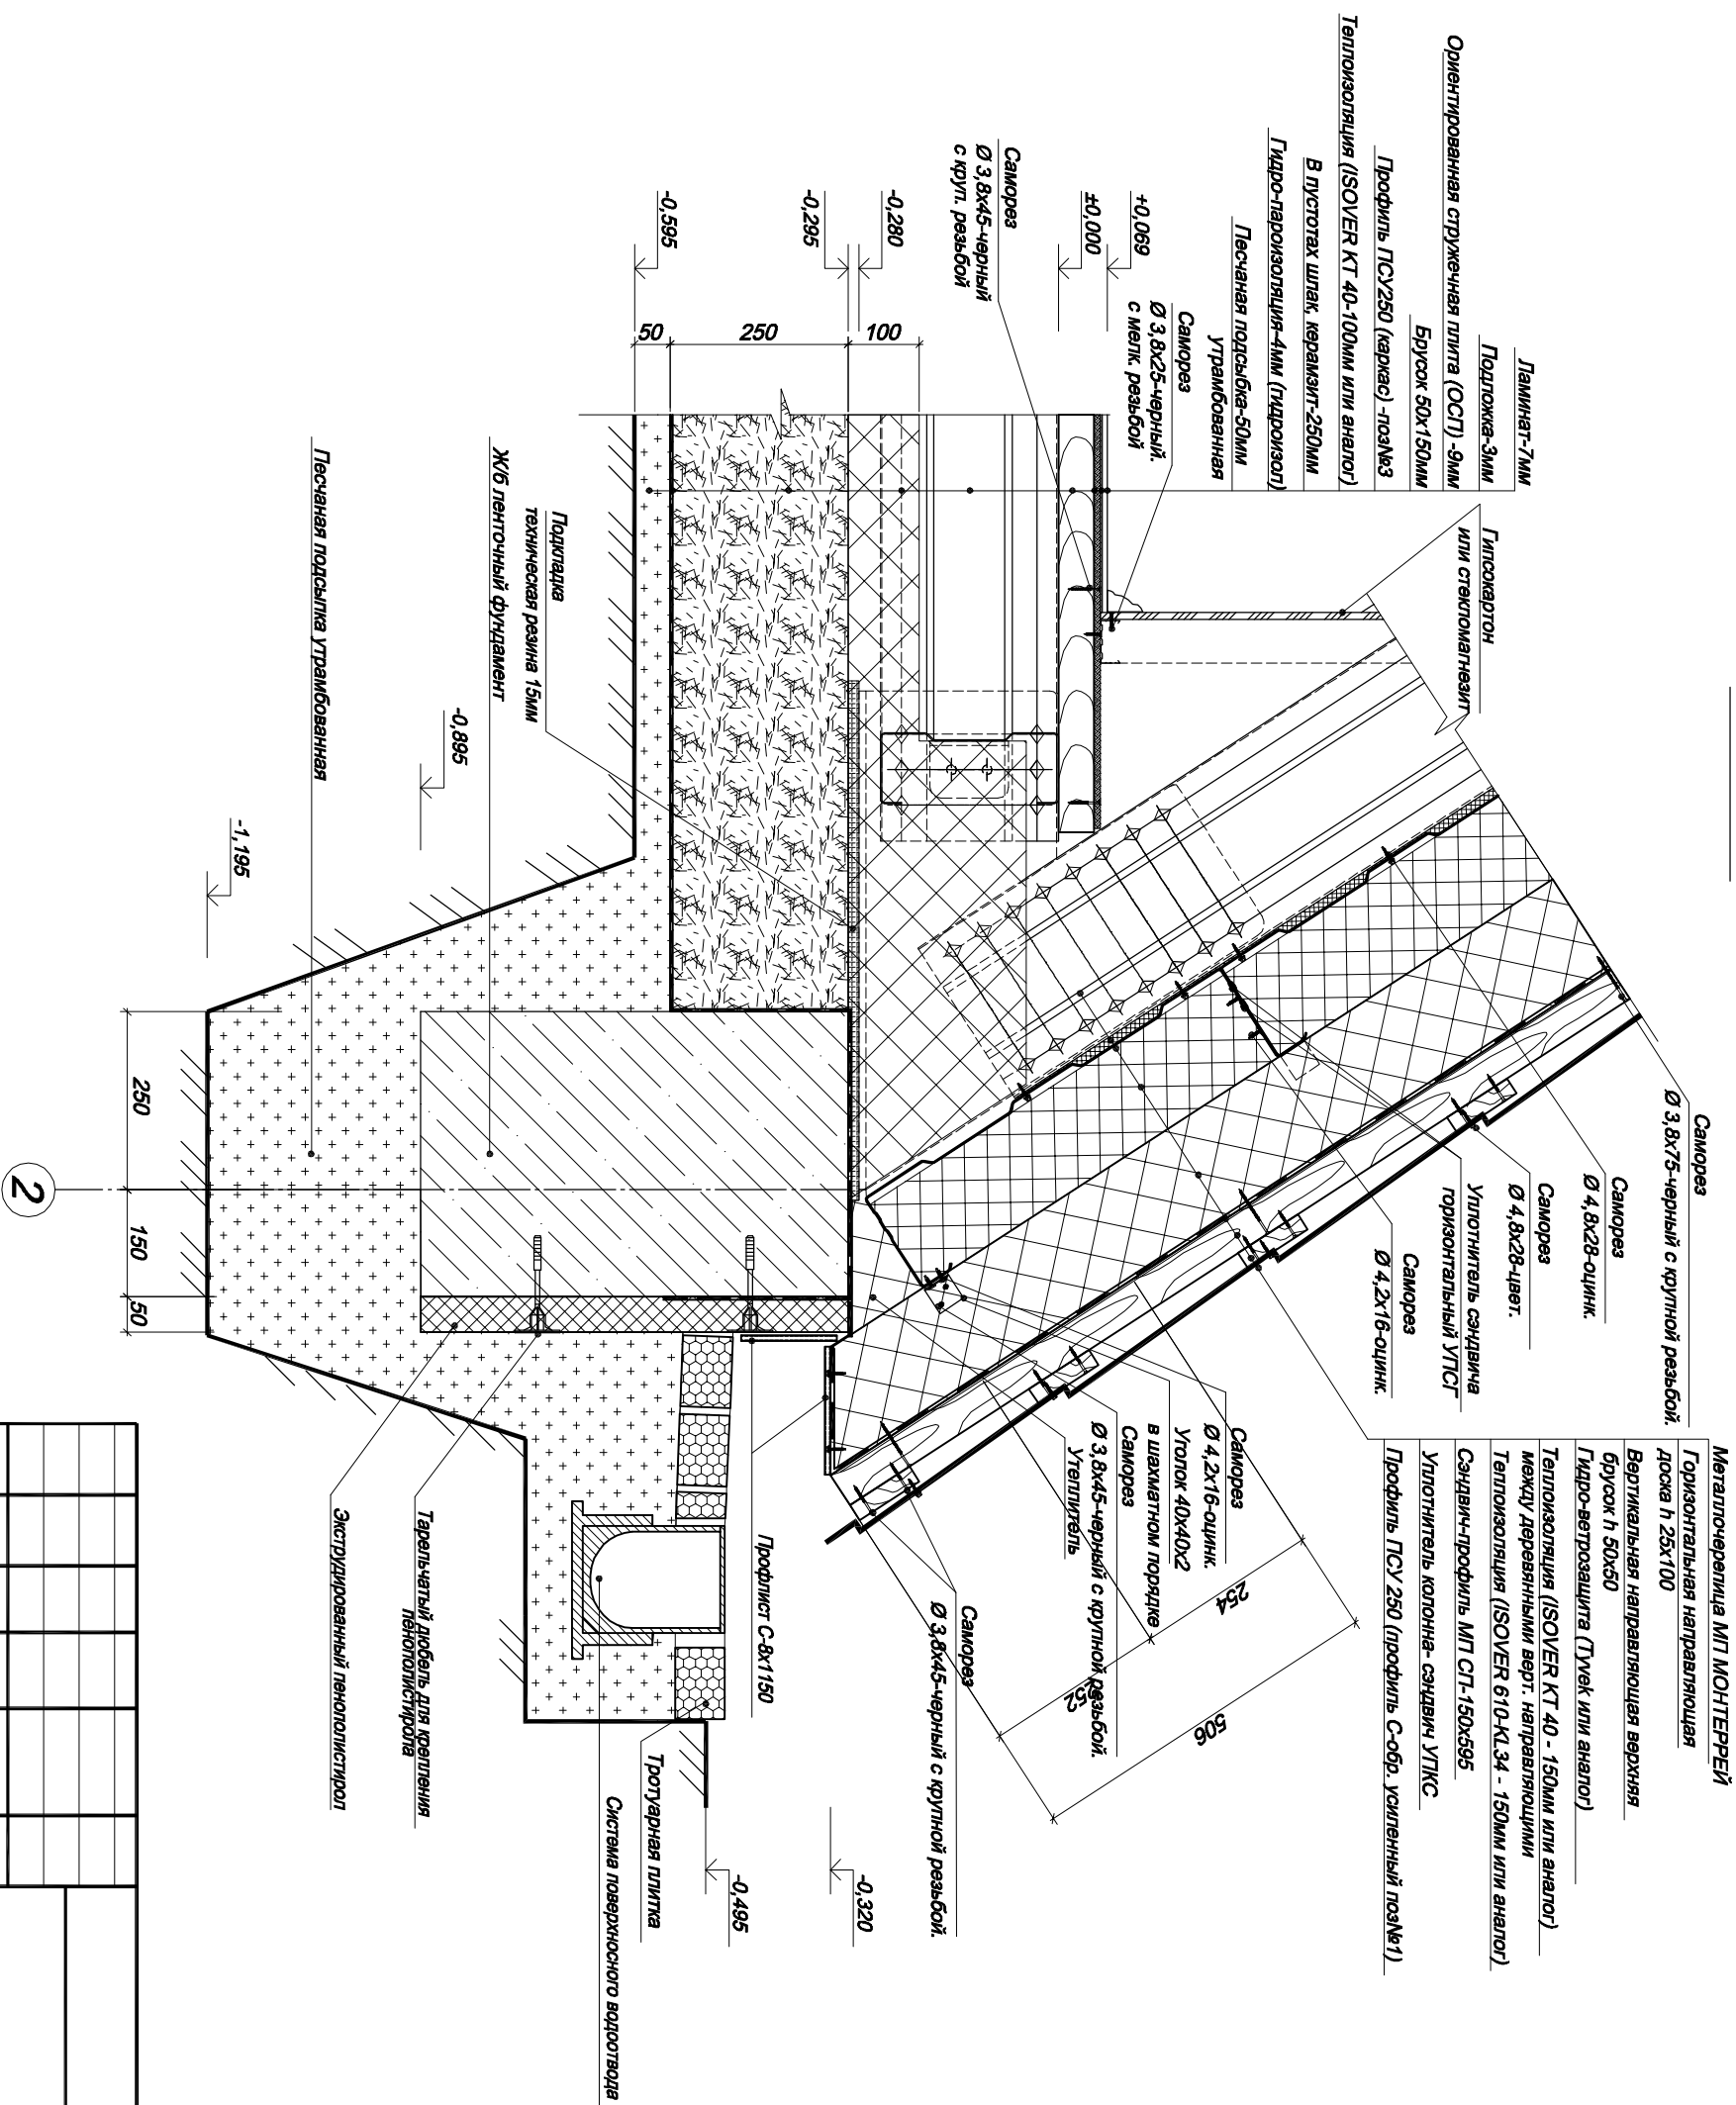 Ламинат-7мм
Подложка-3мм
Ориентированная стружечная плита (ОСП) -9мм
Брусок 50х150мм
Профиль ПСУ250 (каркас) -поз№3
Теплоизоляция (ISOVER KT 40-100мм или аналог)
В пустотах шлак, керамзит-250мм
Гидро-пароизоляция-4мм (гидроизол)
Песчаная подсыбка-50мм
утрамбованная
Гипсокартон
или стекломагнезит
Саморез
Ø 3,8х25-черный.
с мелк. резьбой
Саморез
Ø 3,8х45-черный
с круп. резьбой
+0,069
±0,000
-0,280
-0,295
-0,595
100
250
50
Подкладка
техническая резина 15мм
Ж/б ленточный фундамент
Песчаная подсыпка утрамбованная
-0,895
-1,195
Саморез
Ø 3,8х75-черный с крупной резьбой.
Саморез
Ø 4,8х28-оцинк.
Саморез
Ø 4,8х28-цвет.
Уплотнитель сэндвича
горизонтальный УПСГ
Саморез
Ø 4,2х16-оцинк.
Металлочерепица МП МОНТЕРРЕЙ
Горизонтальная направляющая
доска h 25х100
Вертикальная направляющая верхняя
брусок h 50х50
Гидро-ветрозащита (Tyvek или аналог)
Теплоизоляция (ISOVER KT 40 - 150мм или аналог)
между деревянными верт. направляющими
Теплоизоляция (ISOVER 610-KL34 - 150мм или аналог)
Сэндвич-профиль МП СП-150х595
Уплотнитель колонна- сэндвич УПКС
Профиль ПСУ 250 (профиль С-обр. усиленный поз№1)
Саморез
Ø 4,2х16-оцинк.
Уголок 40х40х2
в шахматном порядке
Саморез
Ø 3,8х45-черный с крупной резьбой.
Утеплитель
254
252
506
Саморез
Ø 3,8х45-черный с крупной резьбой.
-0,320
-0,495
Профлист С-8х1150
Тротуарная плитка
Система поверхносного водоотвода
Тарельчатый дюбель для крепления
пенополистирола
Экструдированный пенополистирол
250
150
50
2